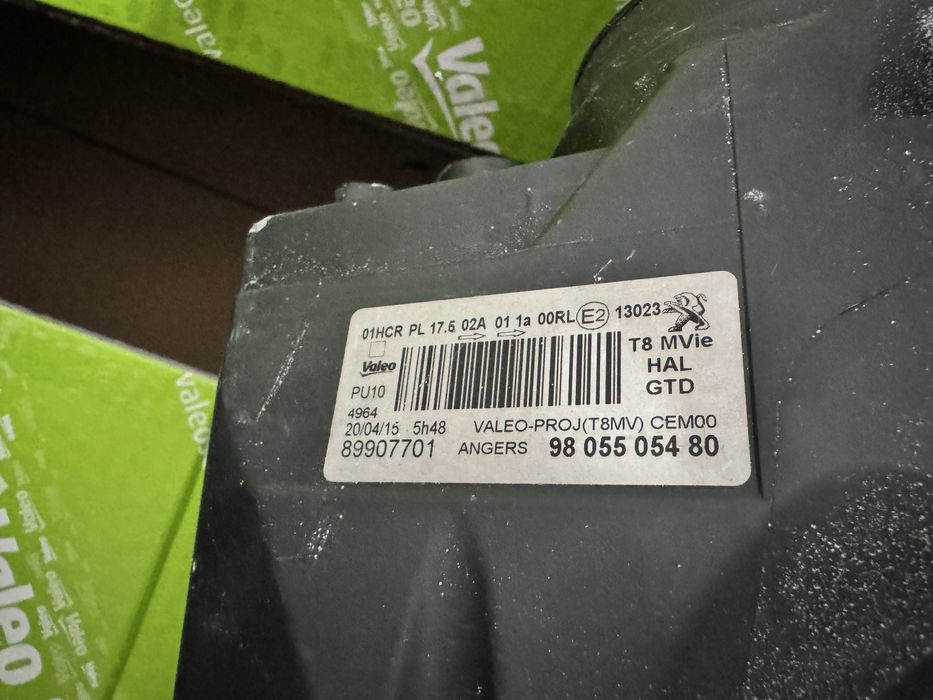 Valeo
Valeo
01HCR PL 17.5 02A 01 1a 00RL E2 13023
Valeo
T8 MVie
HAL
GTD
PU10
4964
20/04/15 5h48 VALEO-PROJ(T8MV) CEM00
89907701 ANGERS 98 055 054 80
Valeo
Valeo